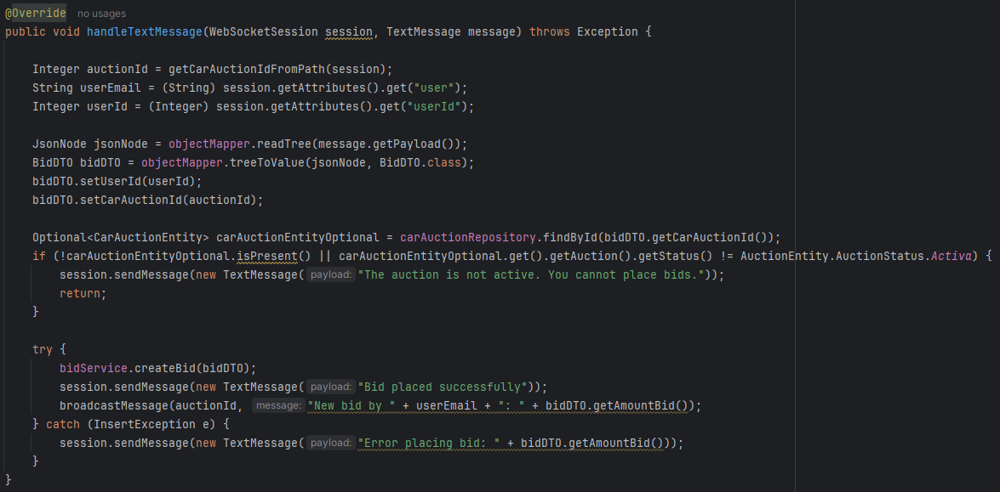 @Override no usages
public void handleTextMessage(WebSocketSession session, TextMessage message) throws Exception {
Integer auctionId = getCarAuctionIdFromPath(session);
String userEmail = (String) session.getAttributes().get("user");
Integer userId = (Integer) session.getAttributes().get("userId");
JsonNode jsonNode = objectMapper.readTree(message.getPayload());
BidDTO bidDTO = objectMapper.treeToValue(jsonNode, BidDTO.class);
bidDTO.setUserId(userId);
bidDTO.setCarAuctionId(auctionId);
Optional<CarAuctionEntity> carAuctionEntityOptional = carAuctionRepository.findById(bidDTO.getCarAuctionId());
if (!carAuctionEntityOptional.isPresent() || carAuctionEntityOptional.get().getAuction().getStatus() != AuctionEntity.AuctionStatus.Activa) {
session.sendMessage(new TextMessage( payload: "The auction is not active. You cannot place bids."));
return;
}
try {
bidService.createBid(bidDTO);
session.sendMessage(new TextMessage( payload: "Bid placed successfully"));
broadcastMessage(auctionId, message: "New bid by " + userEmail + ": " + bidDTO.getAmountBid());
} catch (InsertException e) {
session.sendMessage(new TextMessage( payload: "Error placing bid: " + bidDTO.getAmountBid()));
}
}